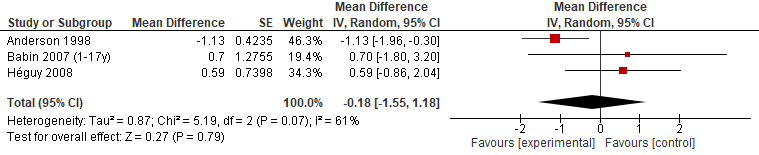 Mean Difference Mean Difference
Study or Subgroup Mean Difference SE Weight IV, Random, 95% CI IV, Random, 95% CI
Anderson 1998 -1.13 0.4235 46.3% -1.13 [-1.96, -0.30]
Babin 2007 (1-17y) 0.7 1.2755 19.4% 0.70 [-1.80, 3.20]
Héguy 2008 0.59 0.7398 34.3% 0.59 [-0.86, 2.04]
Total (95% CI) 100.0% -0.18 [-1.55, 1.18]
Heterogeneity: Tau² = 0.87; Chi² = 5.19, df = 2 (P = 0.07); I² = 61%
Test for overall effect: Z = 0.27 (P = 0.79)
-2 -1 0 1 2
Favours [experimental] Favours [control]